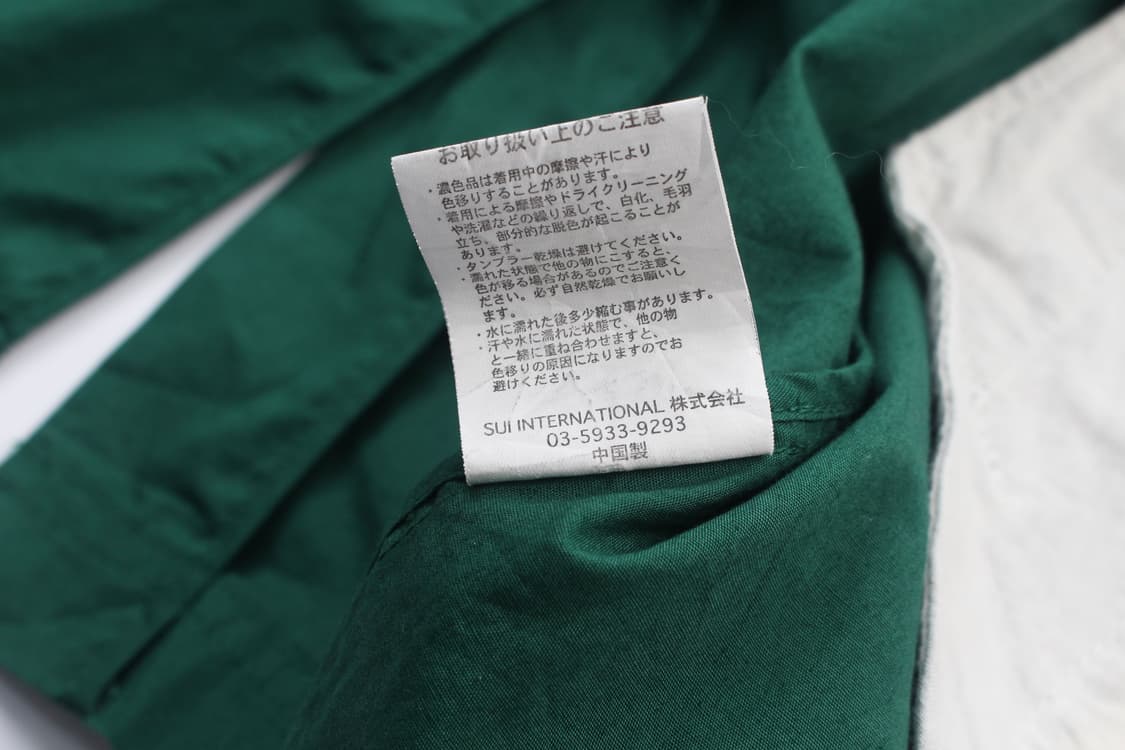 お取り扱い上のご注意
・濃色品は着用中の摩擦や汗により
色移りすることがあります。
・着用による摩擦やドライクリーニング
や洗濯などの繰り返しで、白化、毛羽
立ち、部分的な脱色が起こることが
あります。
・タンブラー乾燥は避けてください。
・濡れた状態で他の物にこすると、
色が移る場合があるのでご注意く
ださい。必ず自然乾燥でお願いし
ます。
・水に濡れた後多少縮む事があります。
・汗や水に濡れた状態で、他の物
と一緒に重ね合わせますと、
色移りの原因になりますのでお
避けください。
SUI INTERNATIONAL 株式会社
03-5933-9293
中国製